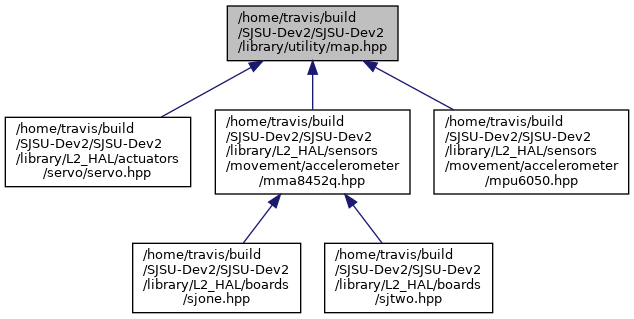 /home/travis/build
/SJSU-Dev2/SJSU-Dev2
/library/utility/map.hpp
/home/travis/build
/SJSU-Dev2/SJSU-Dev2
/library/L2_HAL/actuators
/servo/servo.hpp
/home/travis/build
/SJSU-Dev2/SJSU-Dev2
/library/L2_HAL/sensors
/movement/accelerometer
/mma8452q.hpp
/home/travis/build
/SJSU-Dev2/SJSU-Dev2
/library/L2_HAL/sensors
/movement/accelerometer
/mpu6050.hpp
/home/travis/build
/SJSU-Dev2/SJSU-Dev2
/library/L2_HAL/boards
/sjone.hpp
/home/travis/build
/SJSU-Dev2/SJSU-Dev2
/library/L2_HAL/boards
/sjtwo.hpp